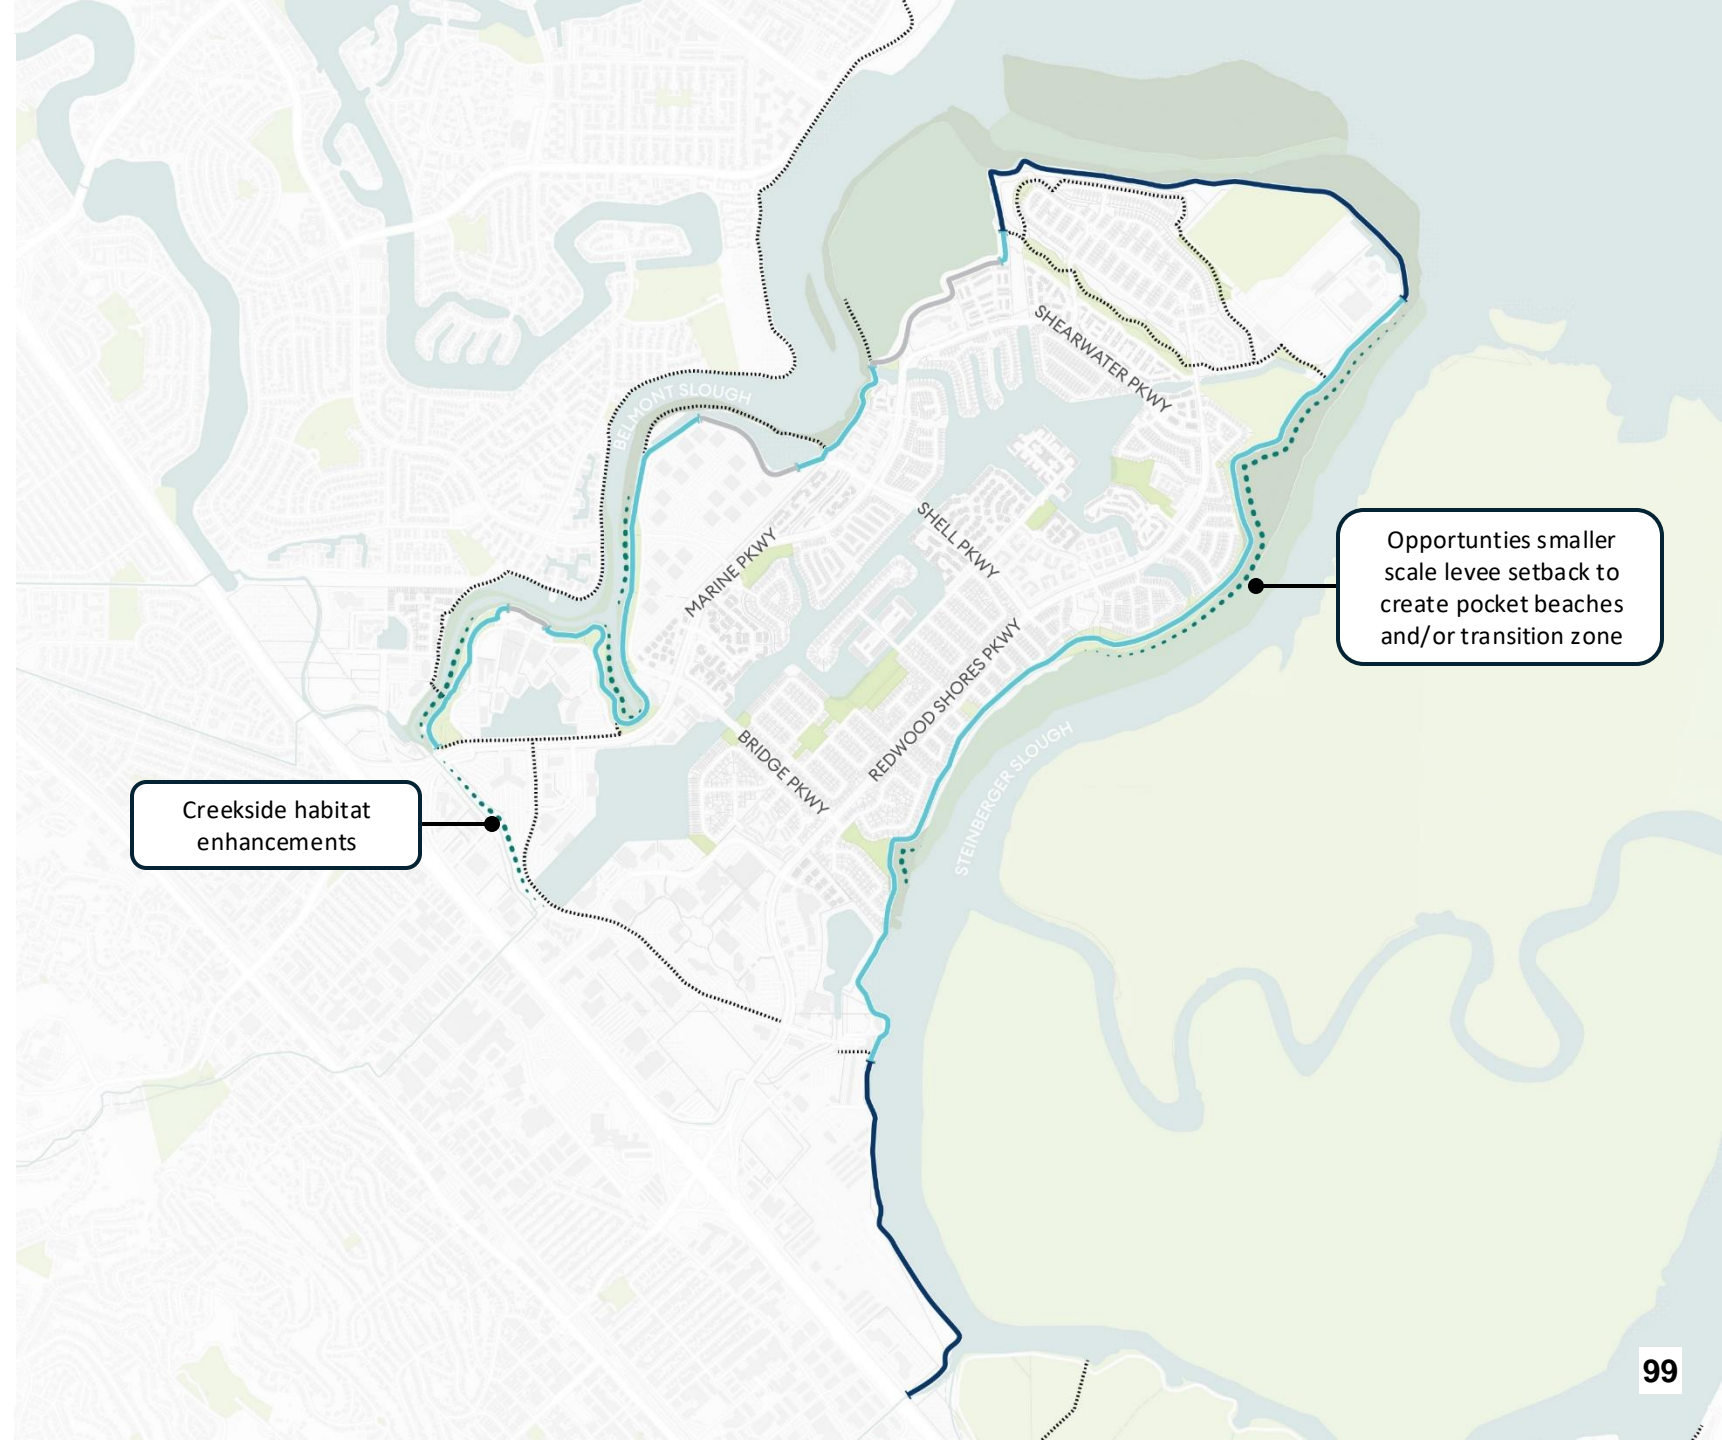 SHEARWATER PKWY
BELMONT SLOUGH
SHELL PKWY
MARINE PKWY
Opportunties smaller
scale levee setback to
create pocket beaches
and/or transition zone
REDWOOD SHORES PKWY
BRIDGE PKWY
STEINBERGER SLOUGH
Creekside habitat
enhancements
99